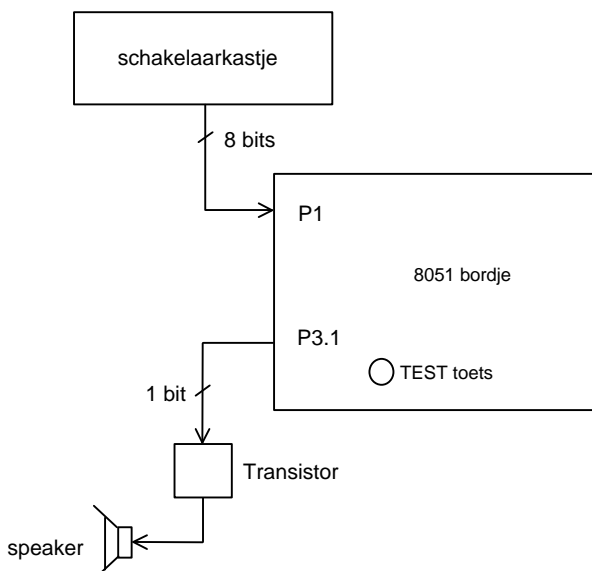 schakelaarkastje
8 bits
P1
8051 bordje
P3.1
TEST toets
1 bit
Transistor
speaker